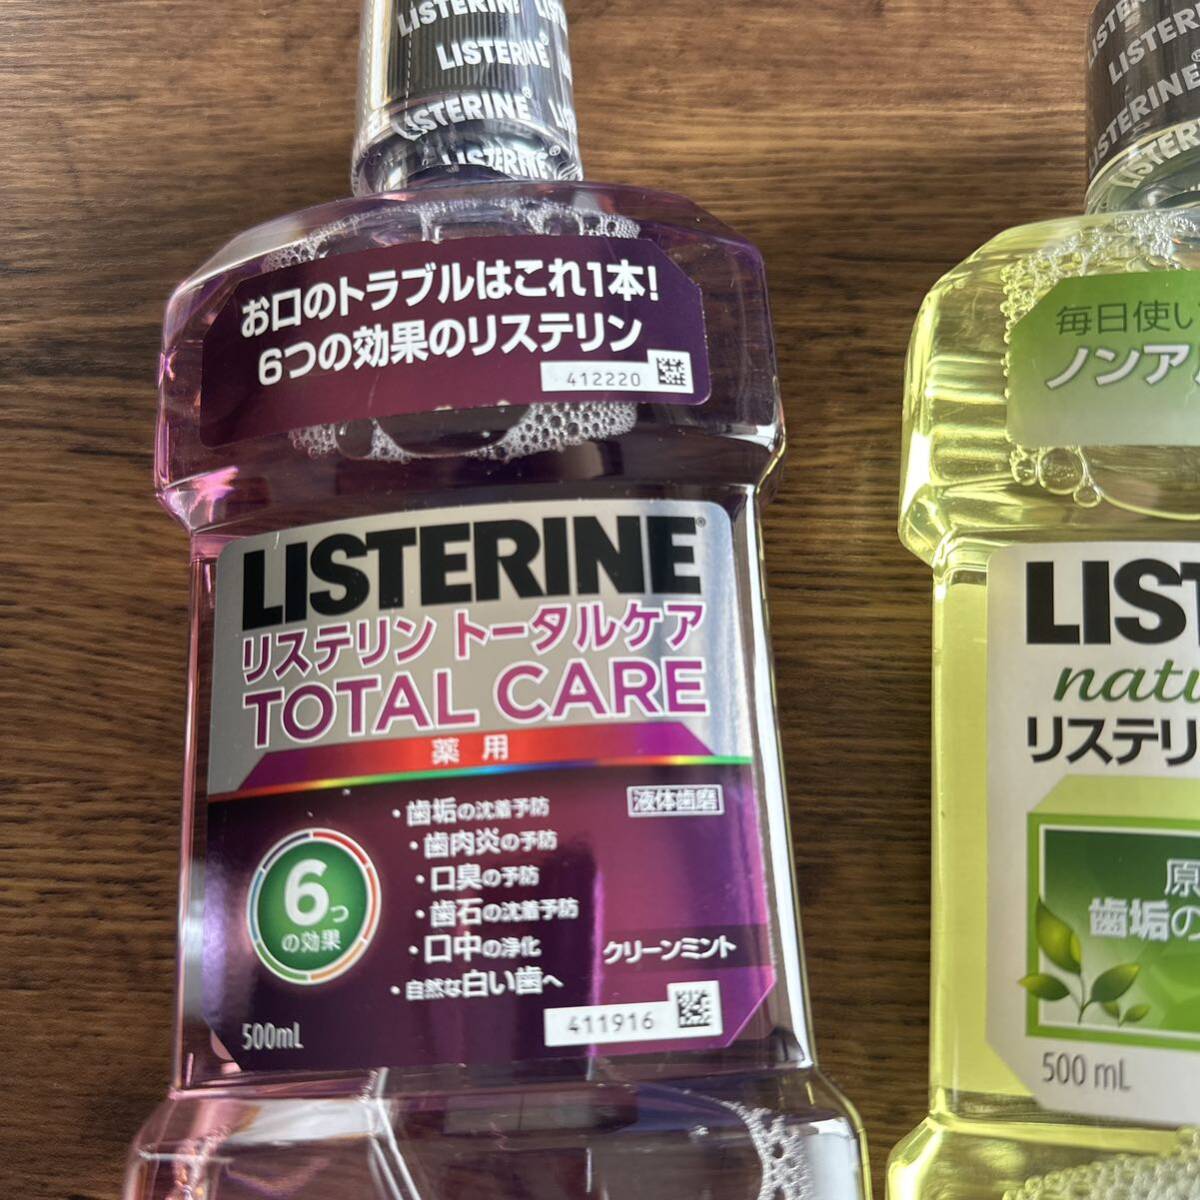 LISTERINE
LISTERINE®
LISTERINE®
LISTERINE®
お口のトラブルはこれ1本!
6つの効果のリステリン
412220
LISTERINE®
リステリン トータルケア
TOTAL CARE
薬用
液体歯磨
・歯垢の沈着予防
・歯肉炎の予防
・口臭の予防
・歯石の沈着予防
・口中の浄化
・自然な白い歯へ
6つ
の効果
クリーンミント
411916
500mL
LISTERINE
LISTERINE®
毎日使い
ノンア
LIST
natu
リステリ
原
歯垢の
500 mL